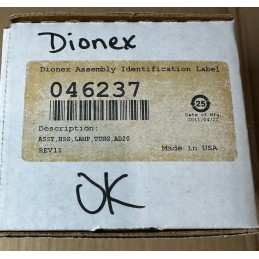 Dionex
Dionex Assembly Identification Label
046237
25
Date of Mfg.
2011/04/22
Description:
ASSY,HSG,LAMP,TUNG,AD20
REV11
Made in USA
OK